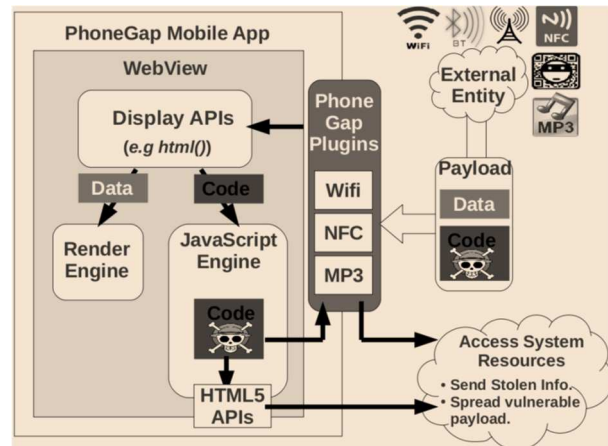 PhoneGap Mobile App
WebView
Display APIs
(e.g html())
Data
Code
Render
Engine
JavaScript
Engine
Code
HTML5
APIs
Phone
Gap
Plugins
Wifi
NFC
MP3
WiFi
BT
NFC
External
Entity
MP3
Payload
Data
Code
Access System
Resources
• Send Stolen Info.
• Spread vulnerable
payload.